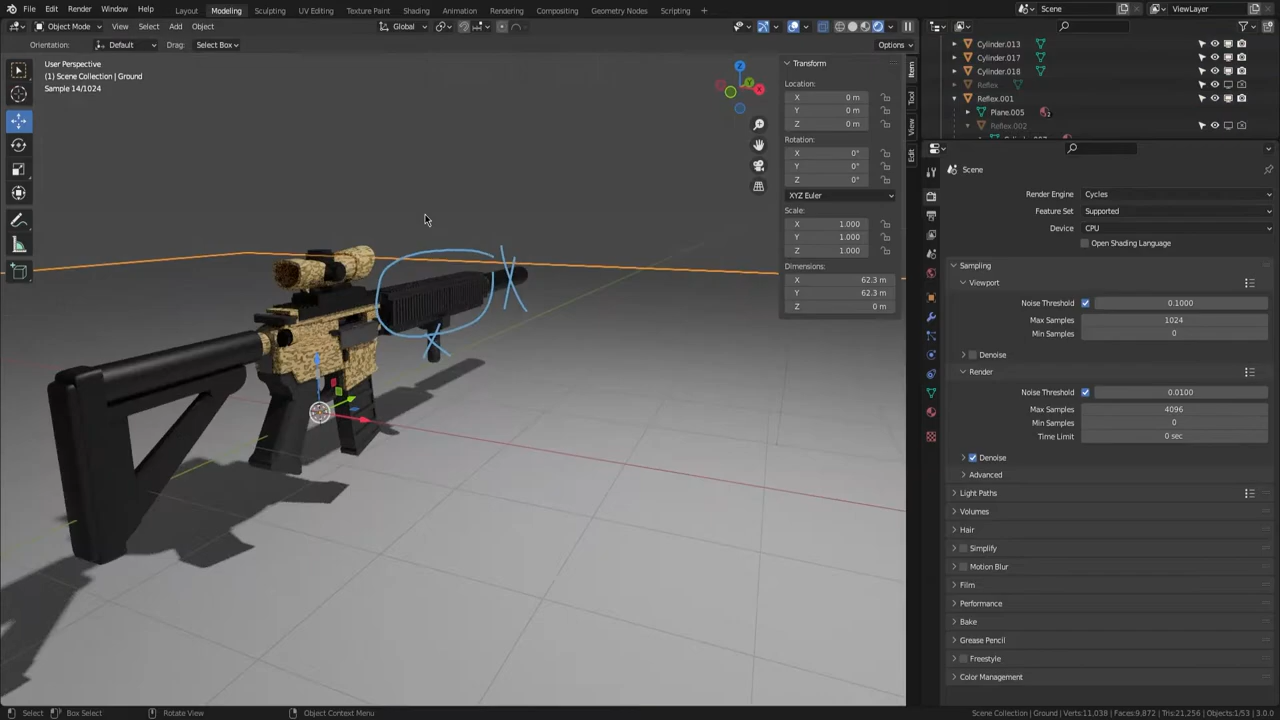 File Edit Render Window Help Layout Modeling Sculpting UV Editing Texture Paint Shading Animation Rendering Compositing Geometry Nodes Scripting + Scene ViewLayer
Object Mode View Select Add Object Global
Orientation: Default Drag: Select Box Options
User Perspective
(1) Scene Collection | Ground
Sample 14/1024
Z
Y
X
Transform
Location:
X 0 m
Y 0 m
Z 0 m
Rotation:
X 0°
Y 0°
Z 0°
XYZ Euler
Scale:
X 1.000
Y 1.000
Z 1.000
Dimensions:
X 62.3 m
Y 62.3 m
Z 0 m
Item
Tool
View
Edit
Cylinder.013
Cylinder.017
Cylinder.018
Reflex
Reflex.001
Plane.005 2
Reflex.002
Scene
Render Engine Cycles
Feature Set Supported
Device CPU
Open Shading Language
Sampling
Viewport
Noise Threshold 0.1000
Max Samples 1024
Min Samples 0
Denoise
Render
Noise Threshold 0.0100
Max Samples 4096
Min Samples 0
Time Limit 0 sec
Denoise
Advanced
Light Paths
Volumes
Hair
Simplify
Motion Blur
Film
Performance
Bake
Grease Pencil
Freestyle
Color Management
Select Box Select Rotate View Object Context Menu Scene Collection | Ground | Verts:11,038 | Faces:9,872 | Tris:21,256 | Objects:1/53 | 3.0.0